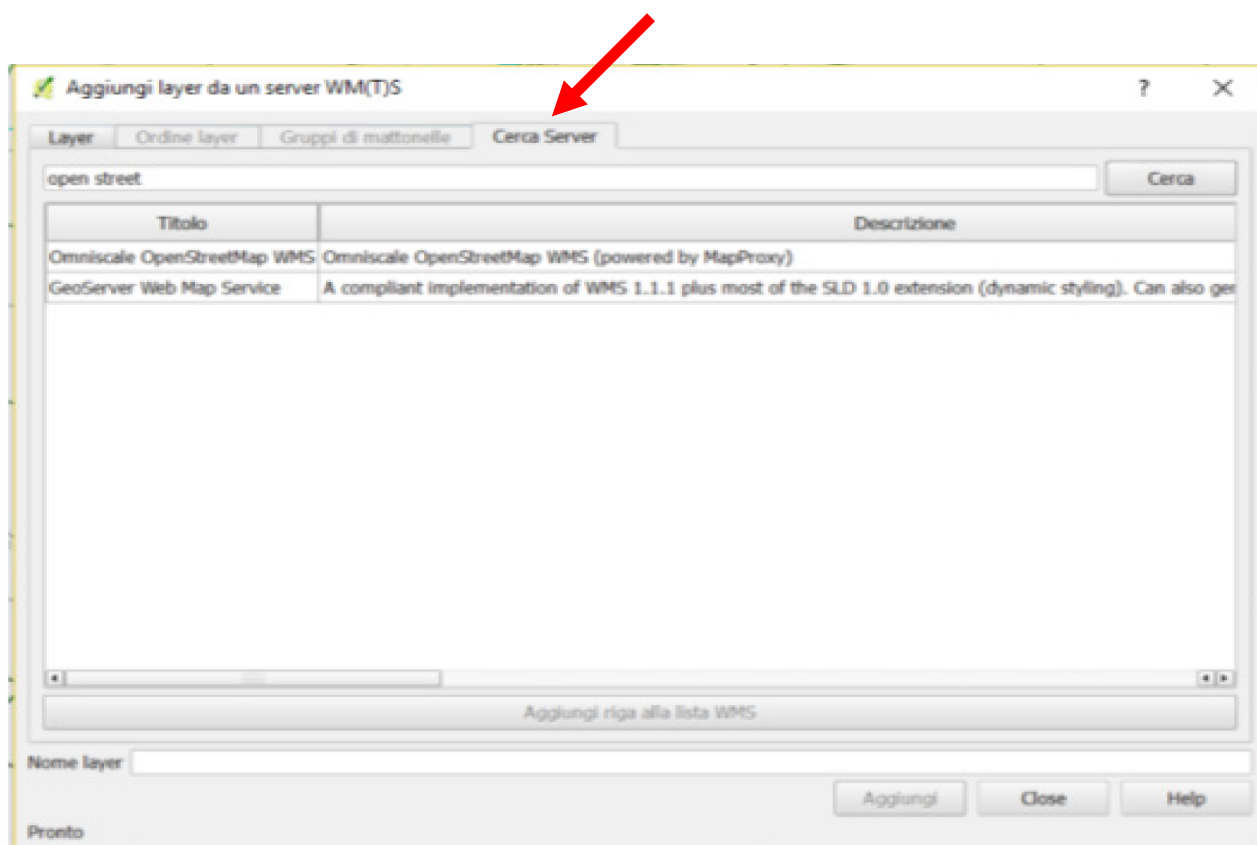 Aggiungi layer da un server WM(T)S ?
Layer Ordine layer Gruppi di mattonelle Cerca Server
open street Cerca
Titolo Descrizione
Omniscale OpenStreetMap WMS Omniscale OpenStreetMap WMS (powered by MapProxy)
GeoServer Web Map Service A compliant implementation of WMS 1.1.1 plus most of the SLD 1.0 extension (dynamic styling). Can also ger
Aggiungi riga alla lista WMS
Nome layer
Aggiungi Close Help
Pronto